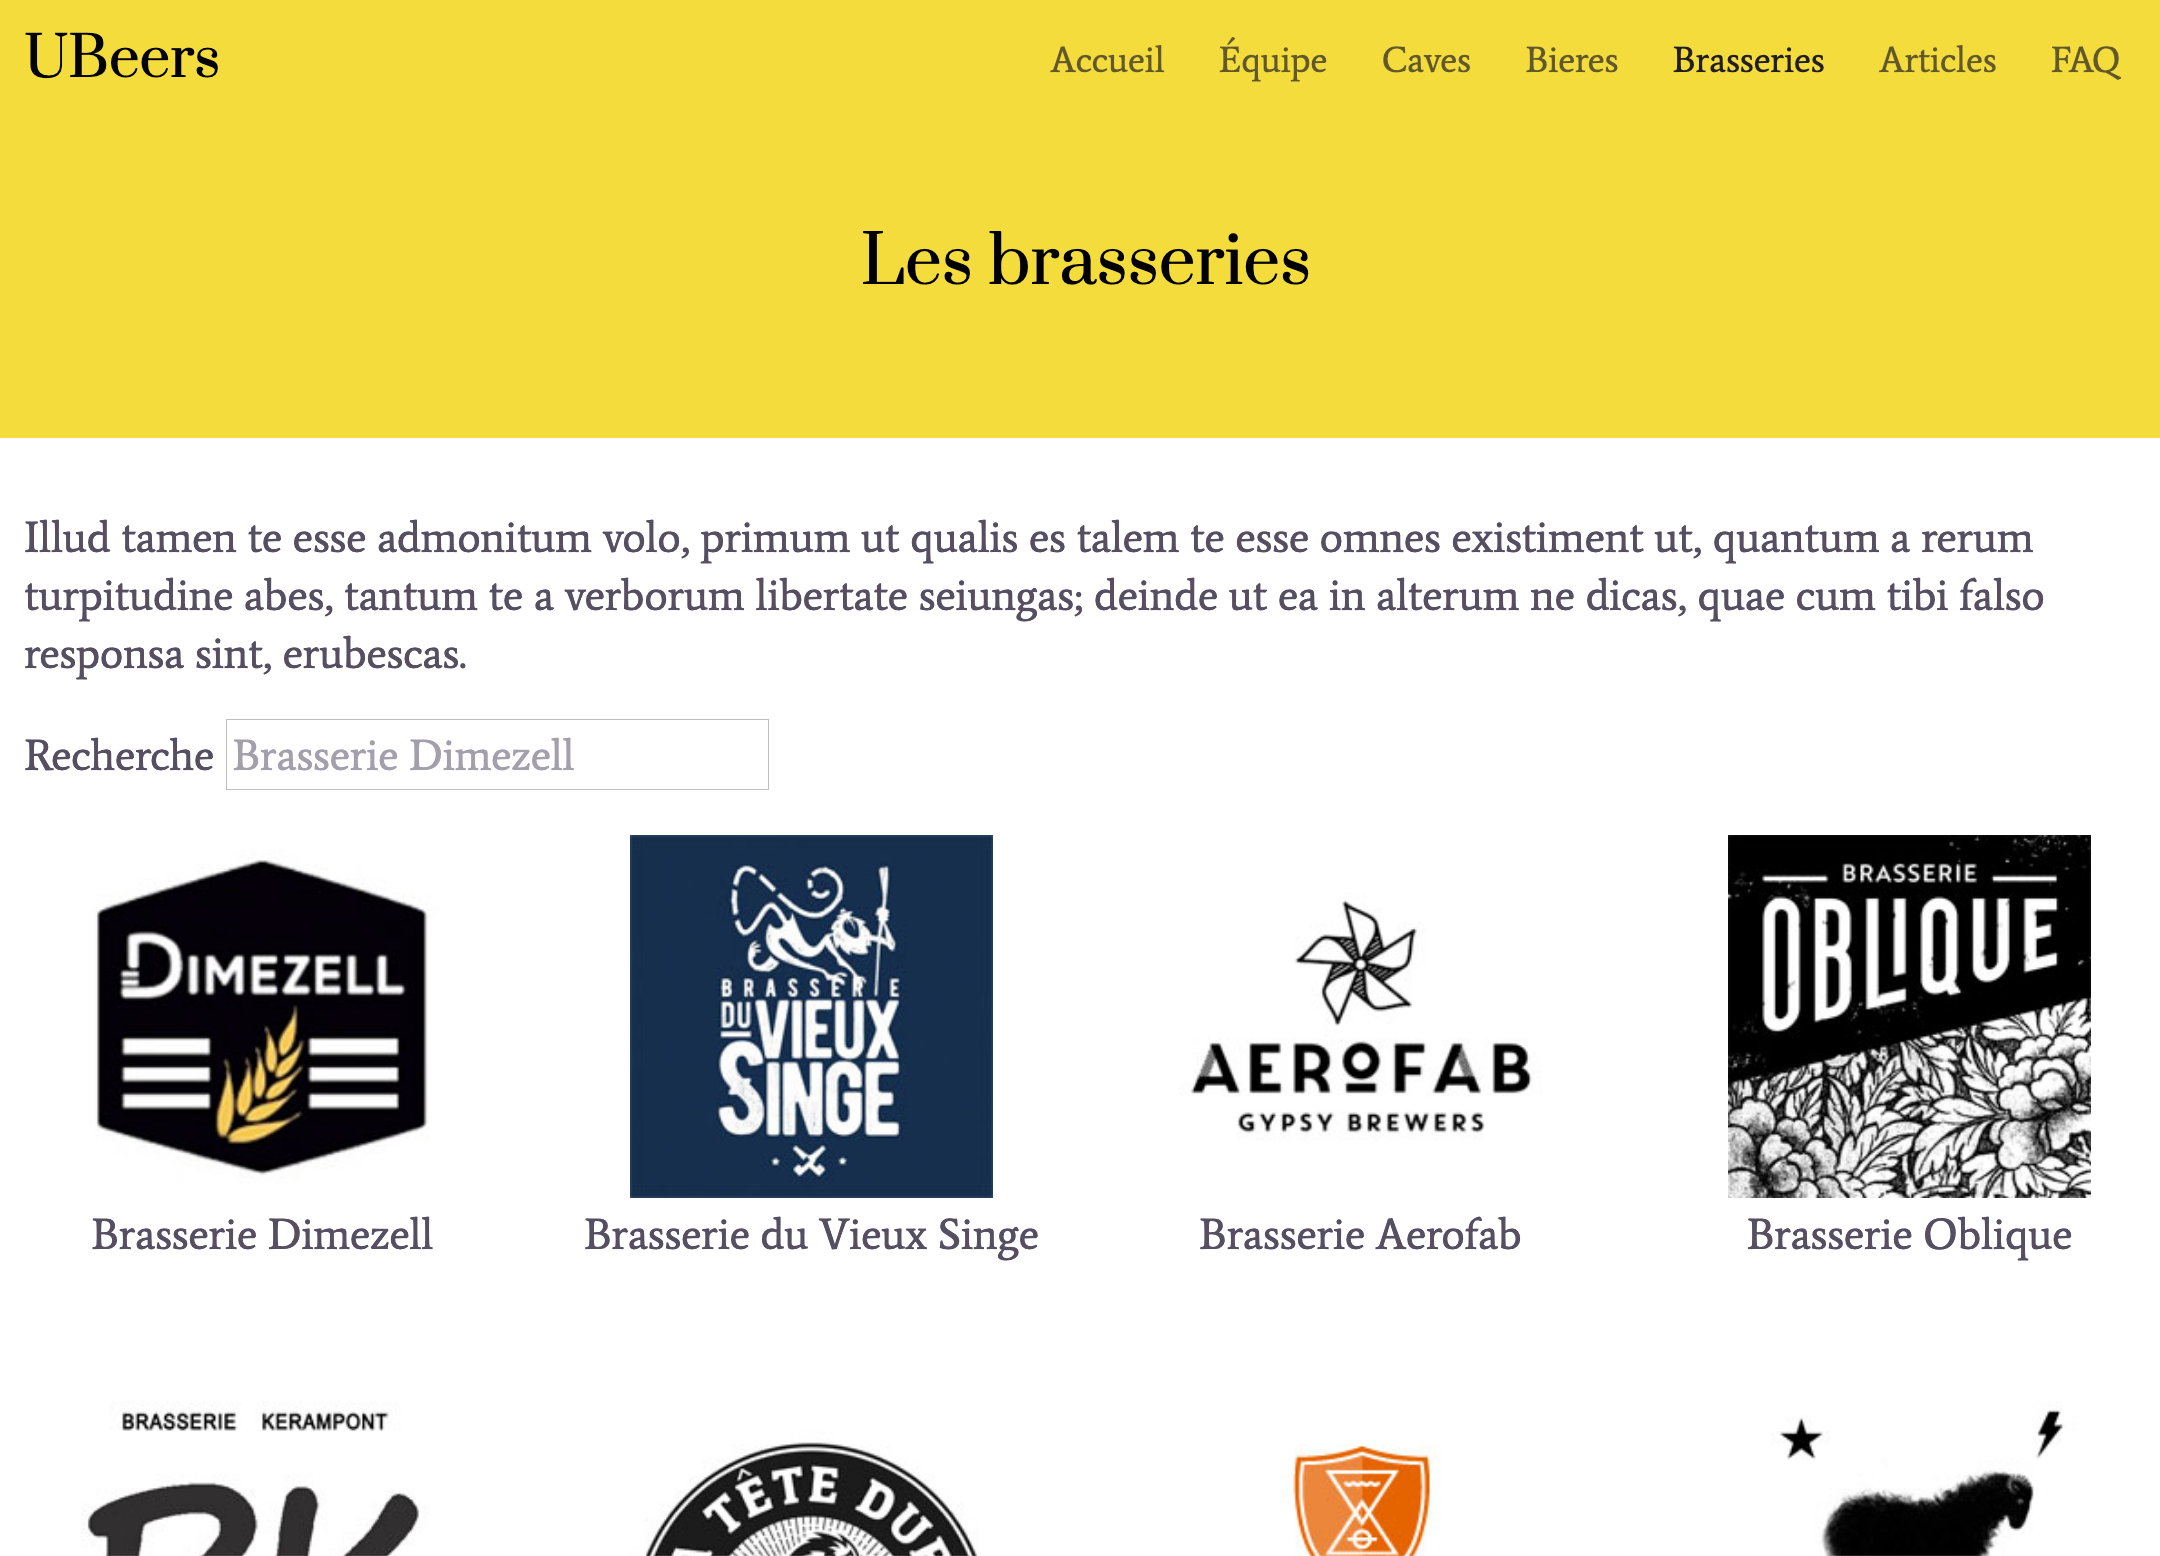 UBeers
Accueil Équipe Caves Bieres Brasseries Articles FAQ
Les brasseries
Illud tamen te esse admonitum volo, primum ut qualis es talem te esse omnes existiment ut, quantum a rerum
turpitudine abes, tantum te a verborum libertate seiungas; deinde ut ea in alterum ne dicas, quae cum tibi falso
responsa sint, erubescas.
Recherche Brasserie Dimezell
DIMEZELL
BRASSERIE
DU VIEUX
SINGE
AEROFAB
GYPSY BREWERS
BRASSERIE
OBLIQUE
Brasserie Dimezell
Brasserie du Vieux Singe
Brasserie Aerofab
Brasserie Oblique
BRASSERIE KERAMPONT
BK
TÊTE